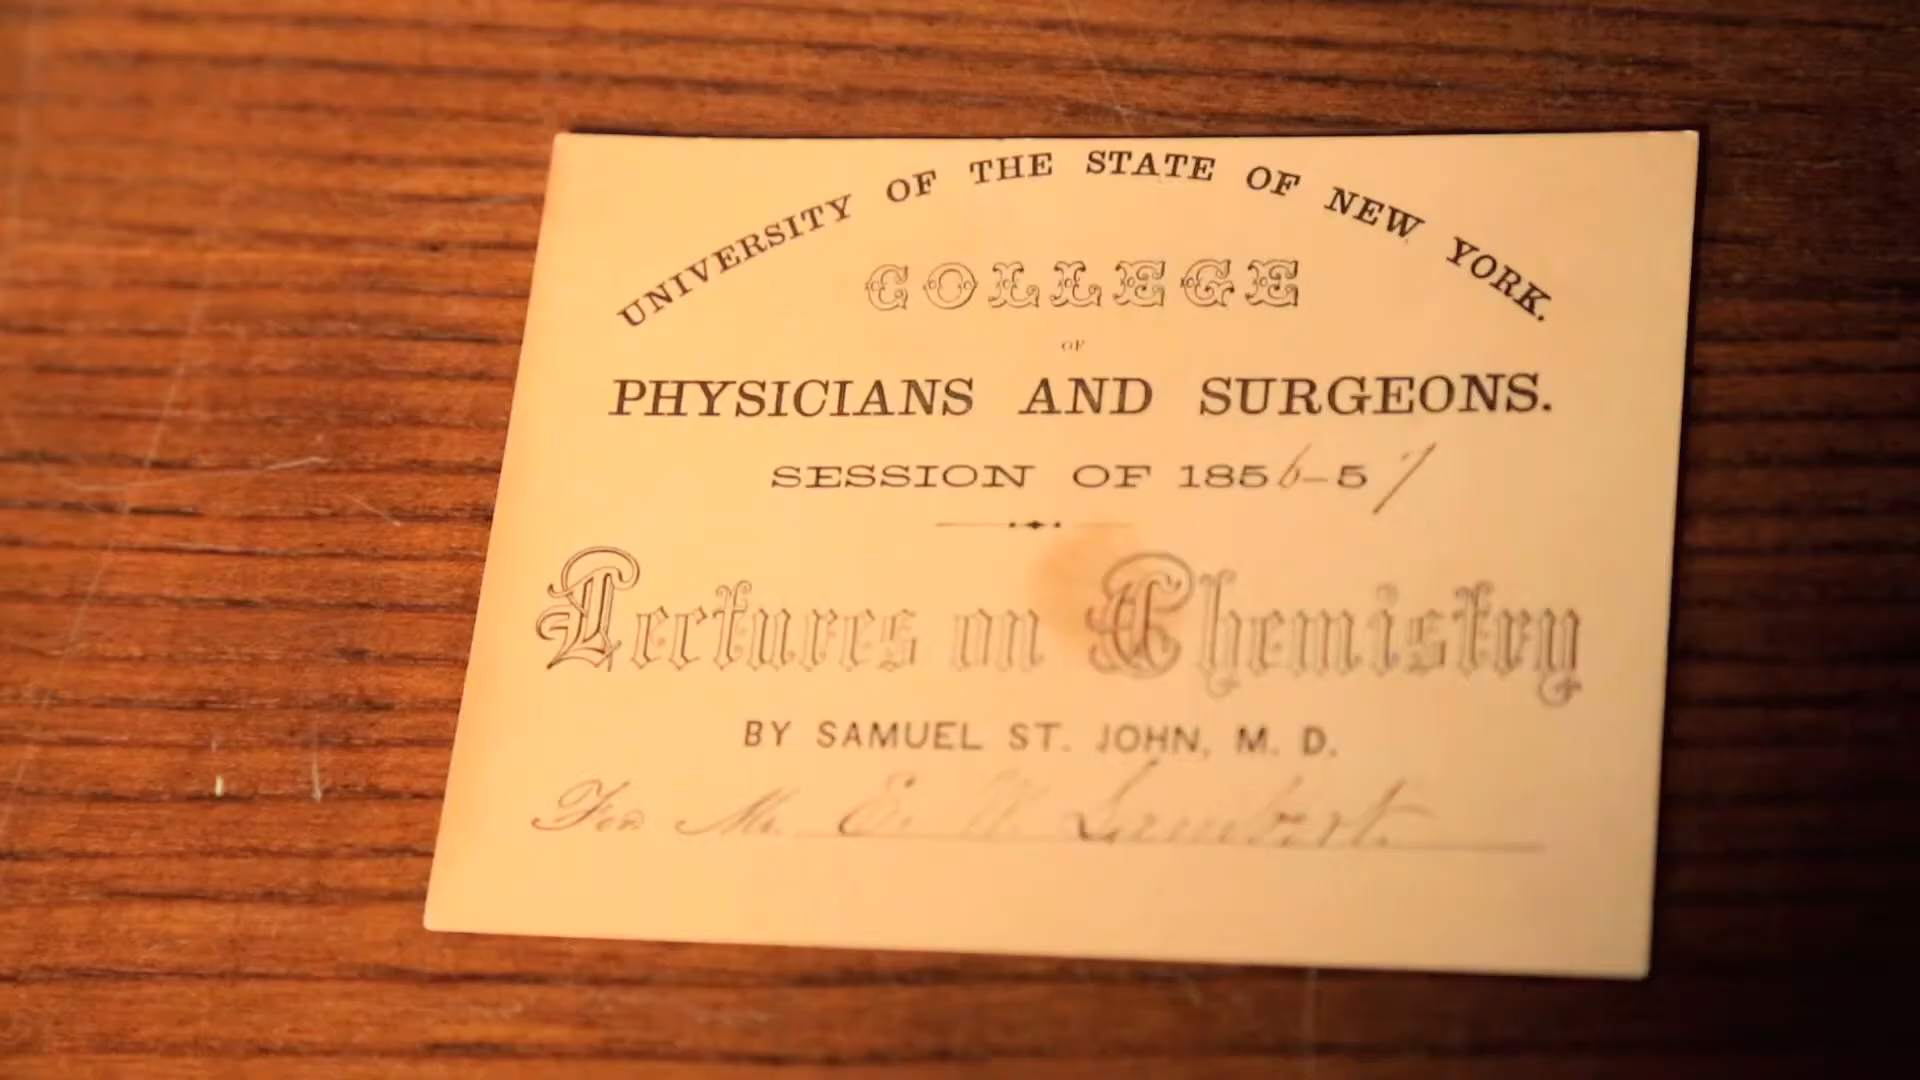 UNIVERSITY OF THE STATE OF NEW YORK.
COLLEGE
OF
PHYSICIANS AND SURGEONS.
SESSION OF 1856-57
Lectures on Chemistry
BY SAMUEL ST. JOHN, M. D.
For Mr. E. W. Lambert.